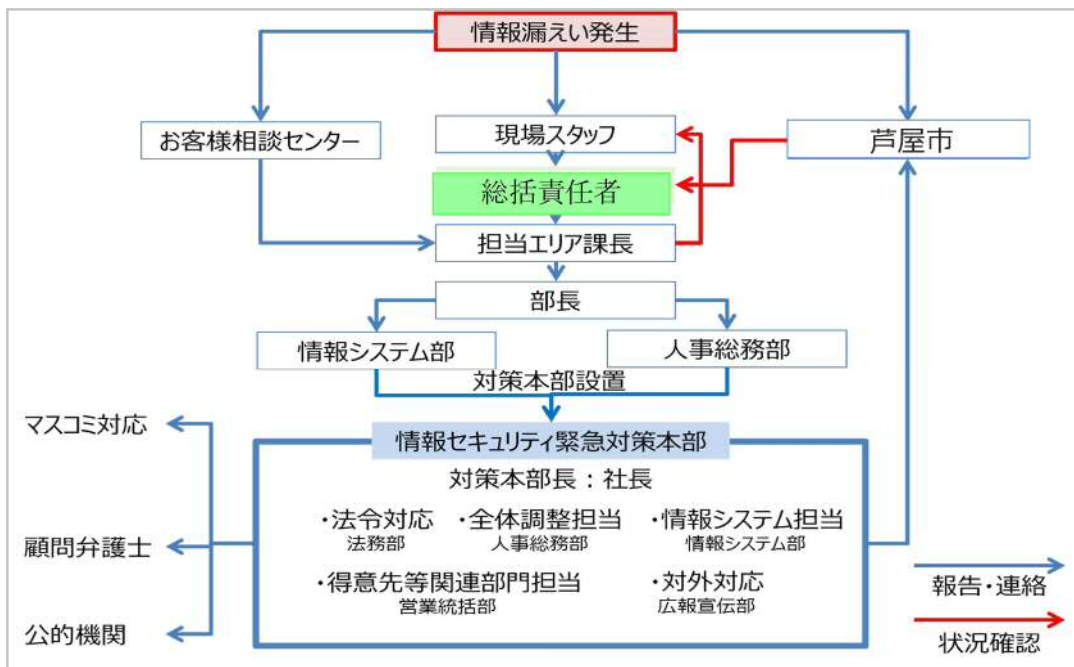 情報漏えい発生
お客様相談センター
現場スタッフ
芦屋市
総括責任者
担当エリア課長
部長
情報システム部
人事総務部
対策本部設置
マスコミ対応
顧問弁護士
公的機関
情報セキュリティ緊急対策本部
対策本部長：社長
・法令対応
法務部
・全体調整担当
人事総務部
・情報システム担当
情報システム部
・得意先等関連部門担当
営業統括部
・対外対応
広報宣伝部
報告・連絡
状況確認